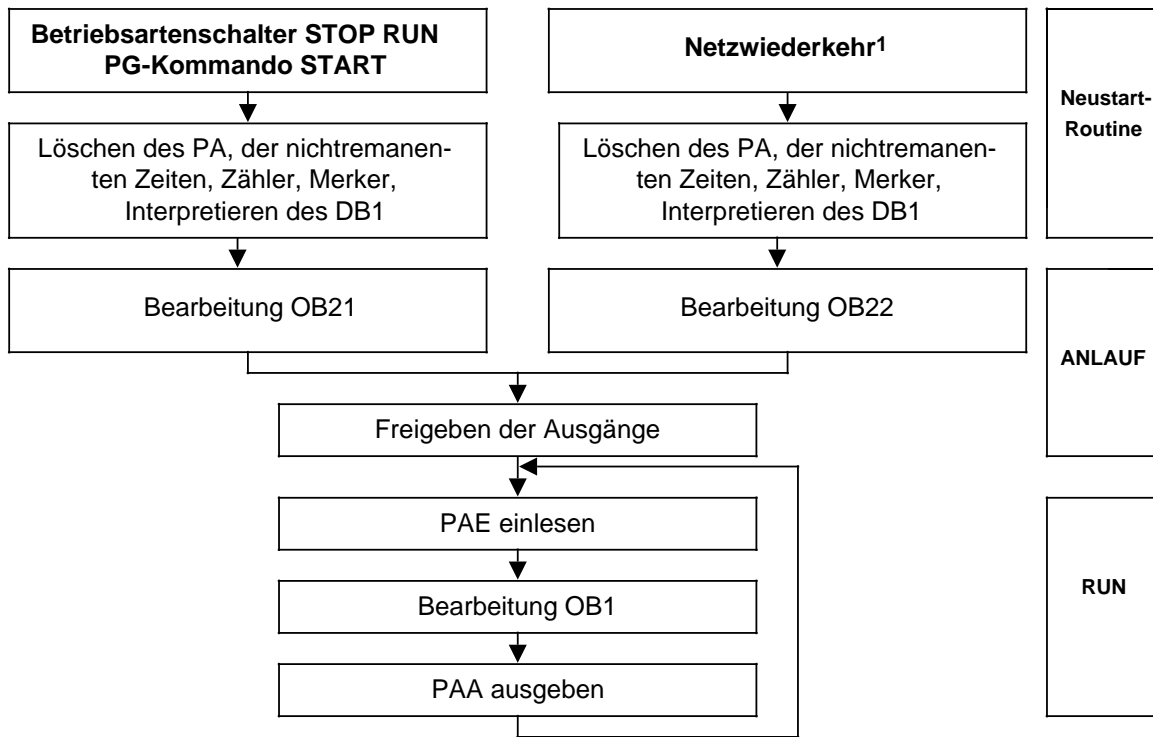 Betriebsartenschalter STOP RUN
PG-Kommando START
Netzwiederkehr1
Neustart-
Routine
Löschen des PA, der nichtremanen-
ten Zeiten, Zähler, Merker,
Interpretieren des DB1
Löschen des PA, der nichtremanen-
ten Zeiten, Zähler, Merker,
Interpretieren des DB1
Bearbeitung OB21
Bearbeitung OB22
ANLAUF
Freigeben der Ausgänge
PAE einlesen
Bearbeitung OB1
RUN
PAA ausgeben